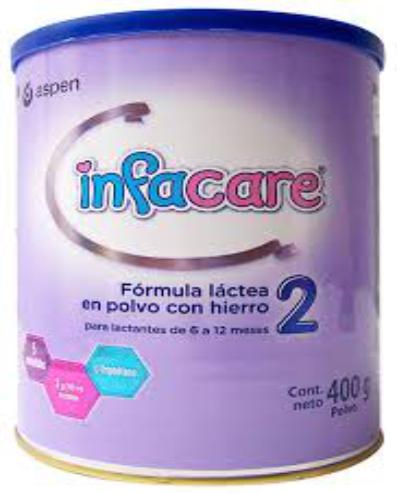 aspen
infacare
Fórmula láctea
en polvo con hierro
2
para lactantes de 6 a 12 meses
Cont.
neto 400 g
Polvo